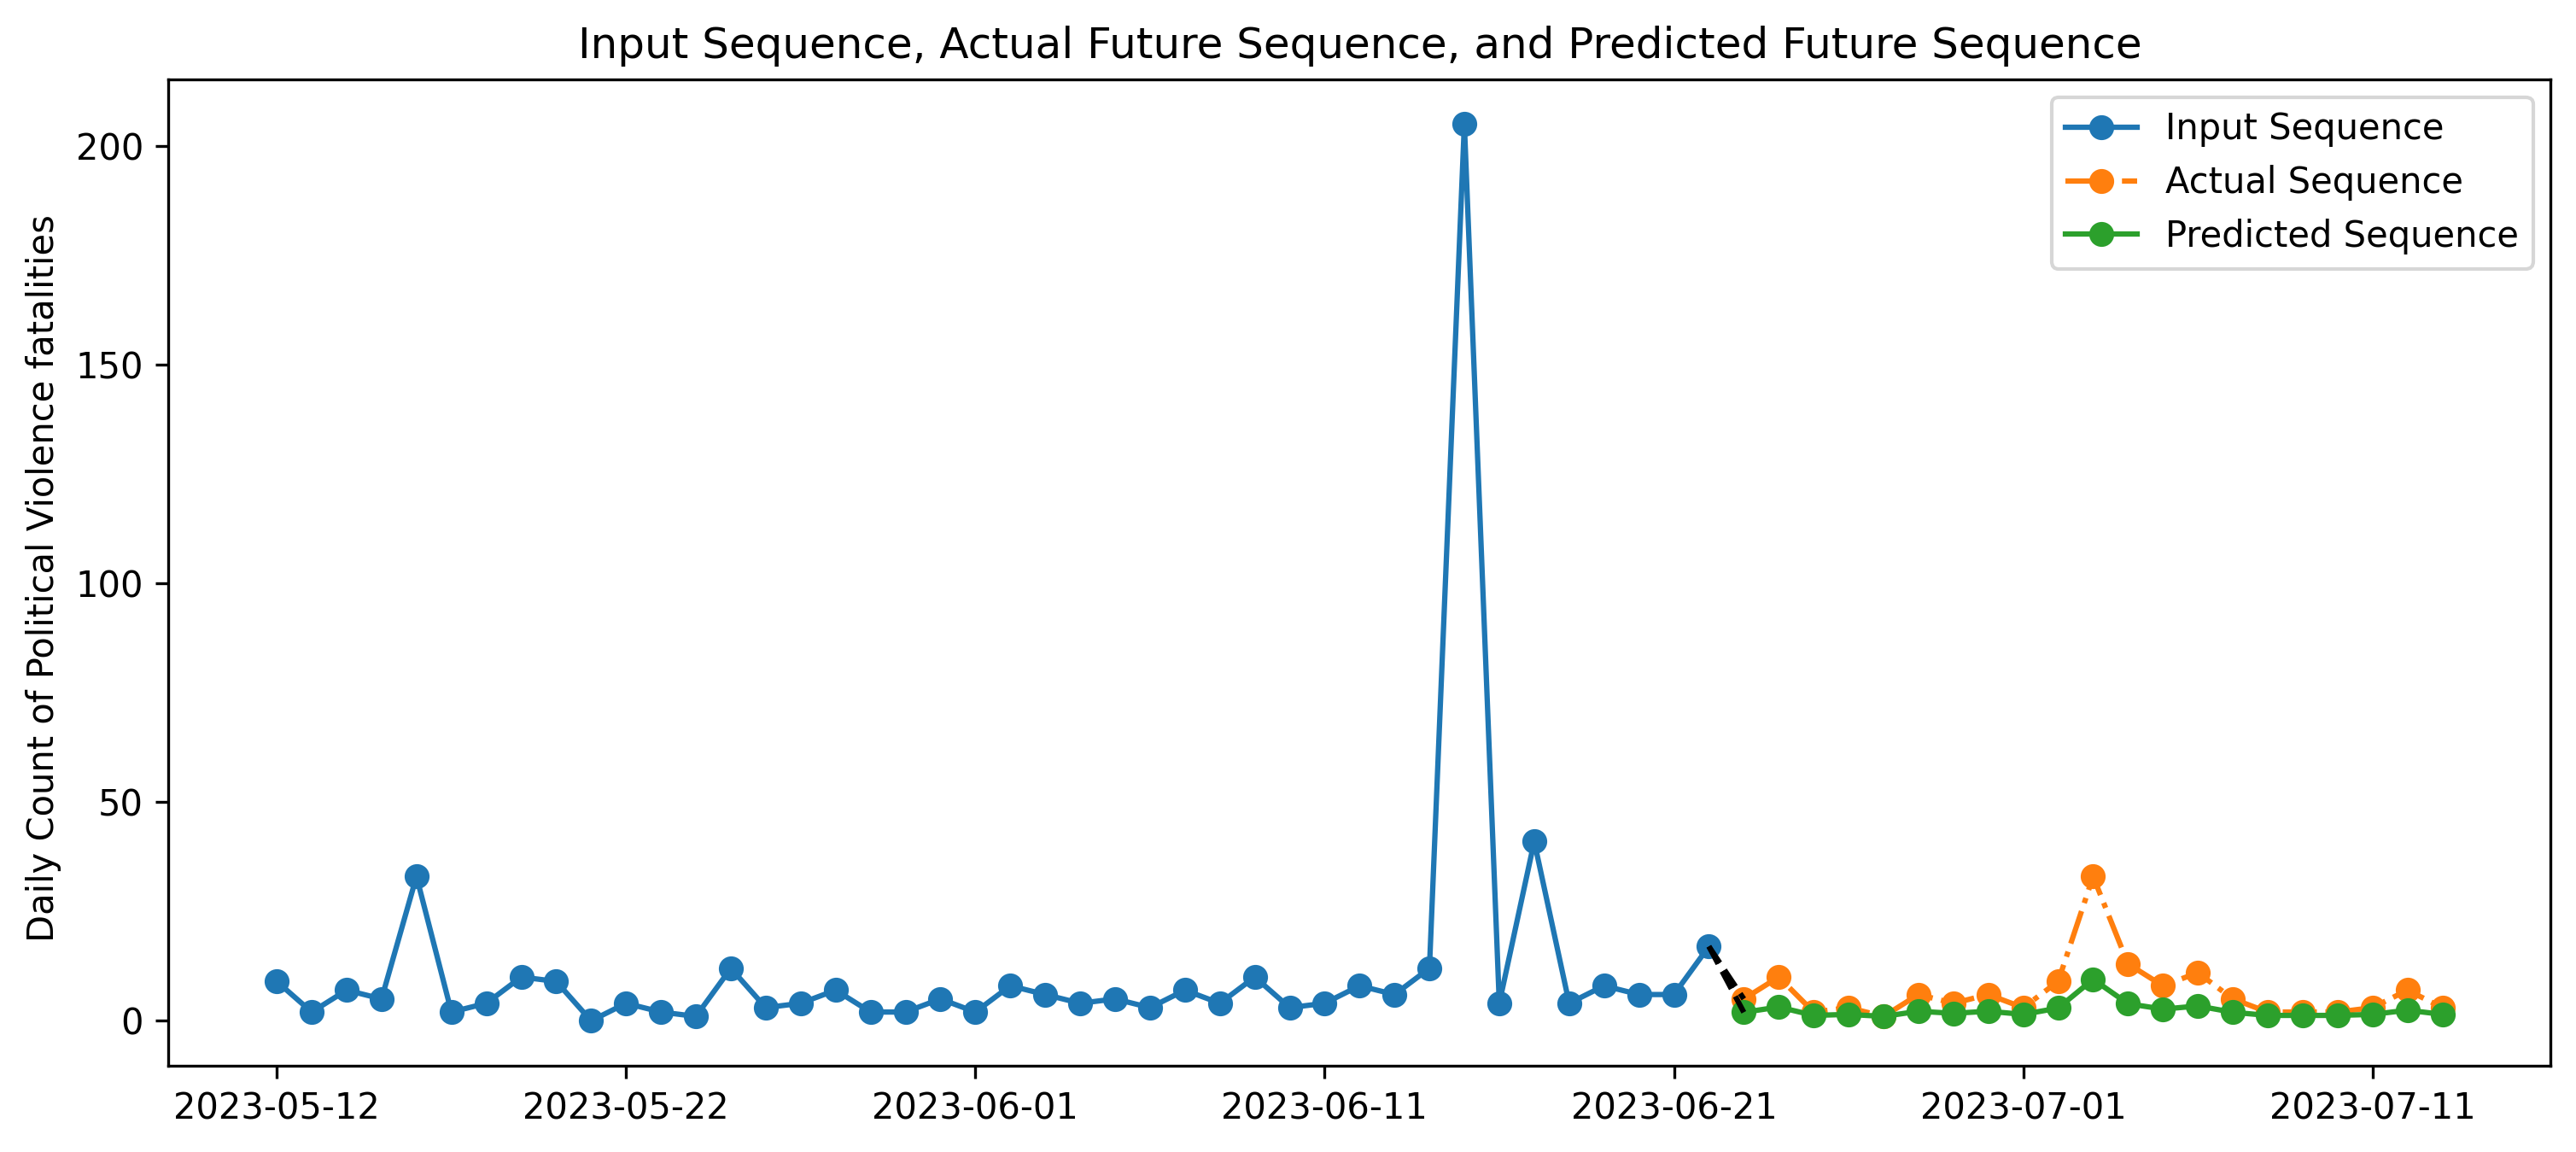 Input Sequence, Actual Future Sequence, and Predicted Future Sequence
Daily Count of Political Violence fatalities
200
150
100
50
0
Input Sequence
Actual Sequence
Predicted Sequence
2023-05-12 2023-05-22 2023-06-01 2023-06-11 2023-06-21 2023-07-01 2023-07-11